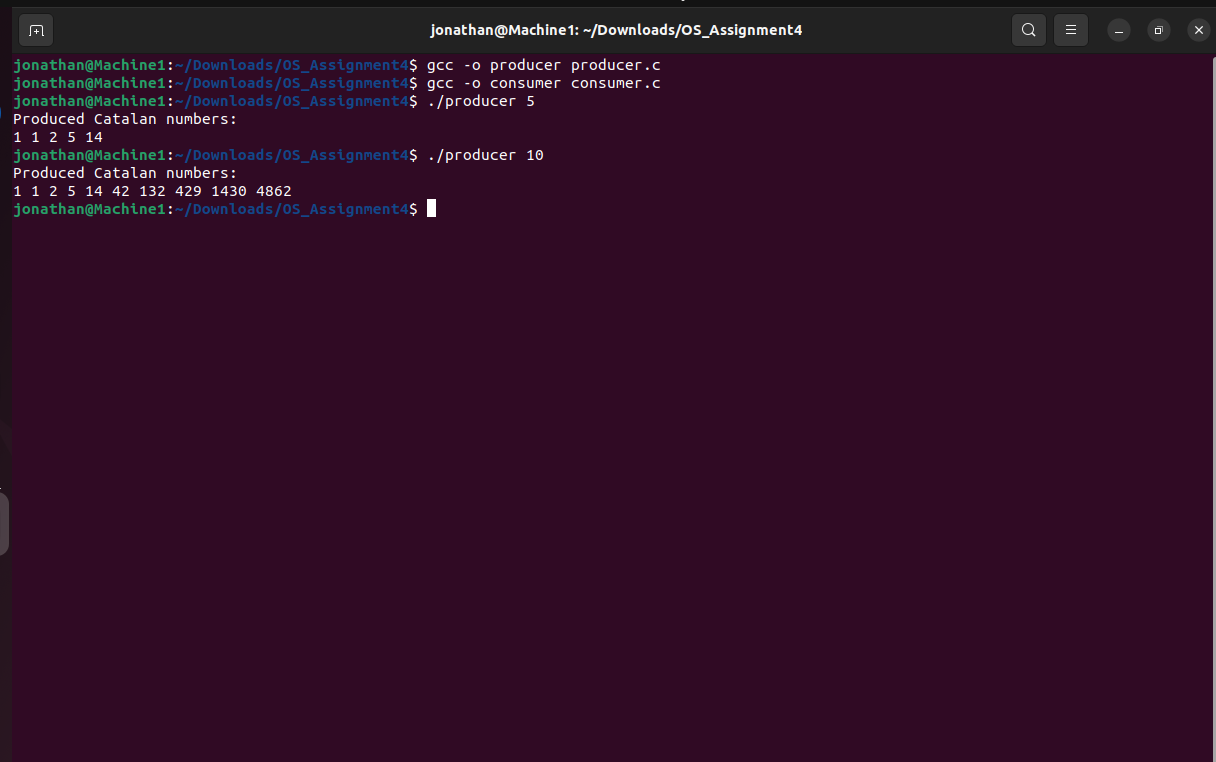 jonathan@Machine1: ~/Downloads/OS_Assignment4
jonathan@Machine1:~/Downloads/OS_Assignment4$ gcc -o producer producer.c
jonathan@Machine1:~/Downloads/OS_Assignment4$ gcc -o consumer consumer.c
jonathan@Machine1:~/Downloads/OS_Assignment4$ ./producer 5
Produced Catalan numbers:
1 1 2 5 14
jonathan@Machine1:~/Downloads/OS_Assignment4$ ./producer 10
Produced Catalan numbers:
1 1 2 5 14 42 132 429 1430 4862
jonathan@Machine1:~/Downloads/OS_Assignment4$